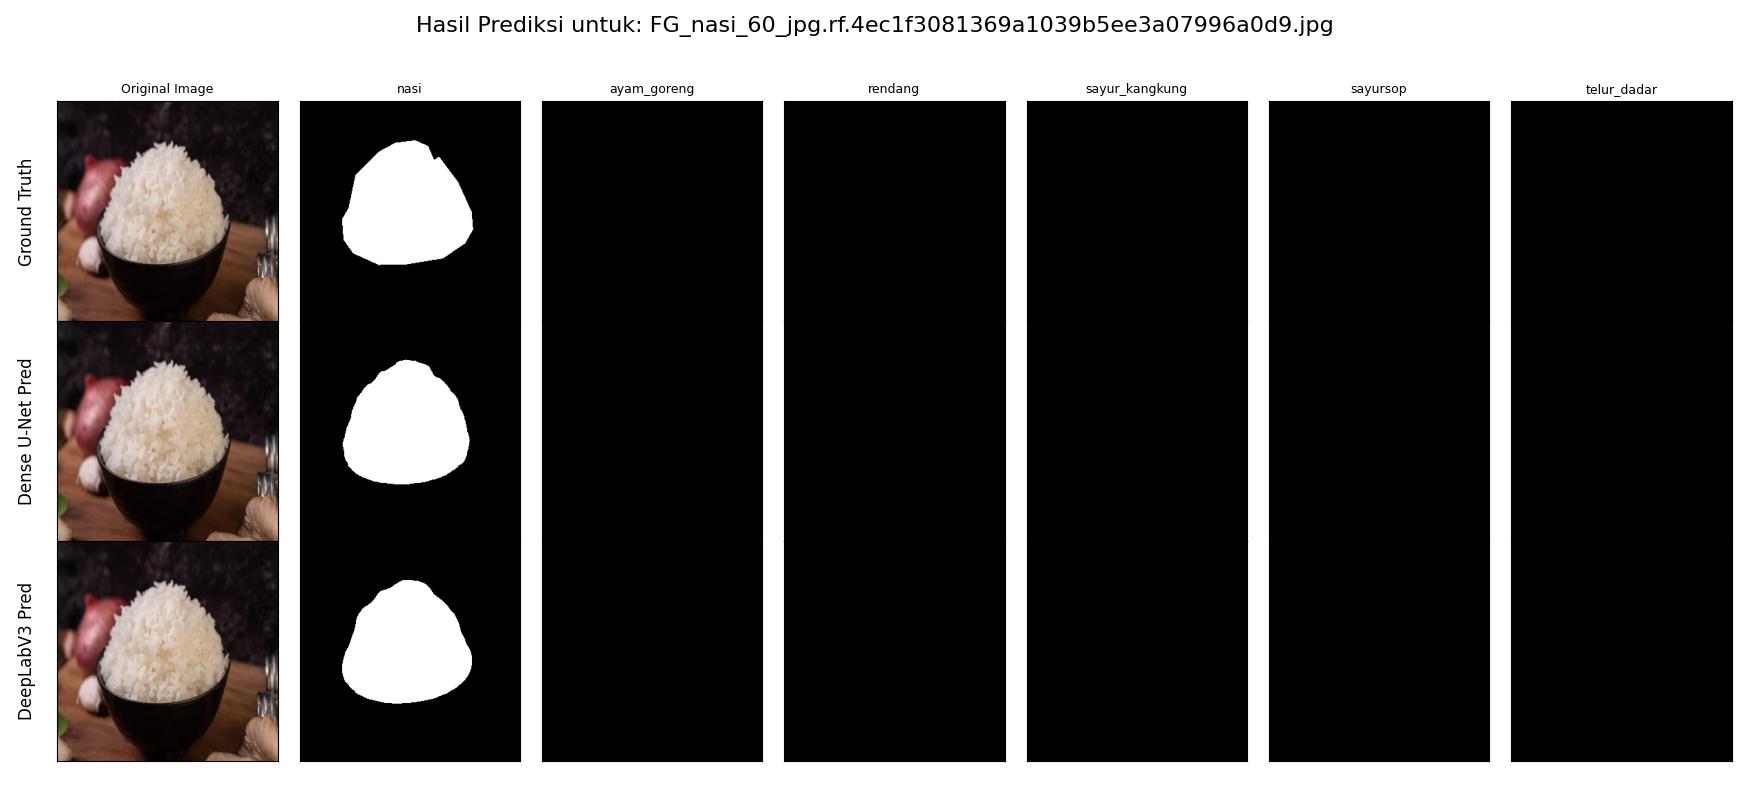 Hasil Prediksi untuk: FG_nasi_60_jpg.rf.4ec1f3081369a1039b5ee3a07996a0d9.jpg
Original Image
nasi
ayam_goreng
rendang
sayur_kangkung
sayursop
telur_dadar
Ground Truth
Dense U-Net Pred
DeepLabV3 Pred